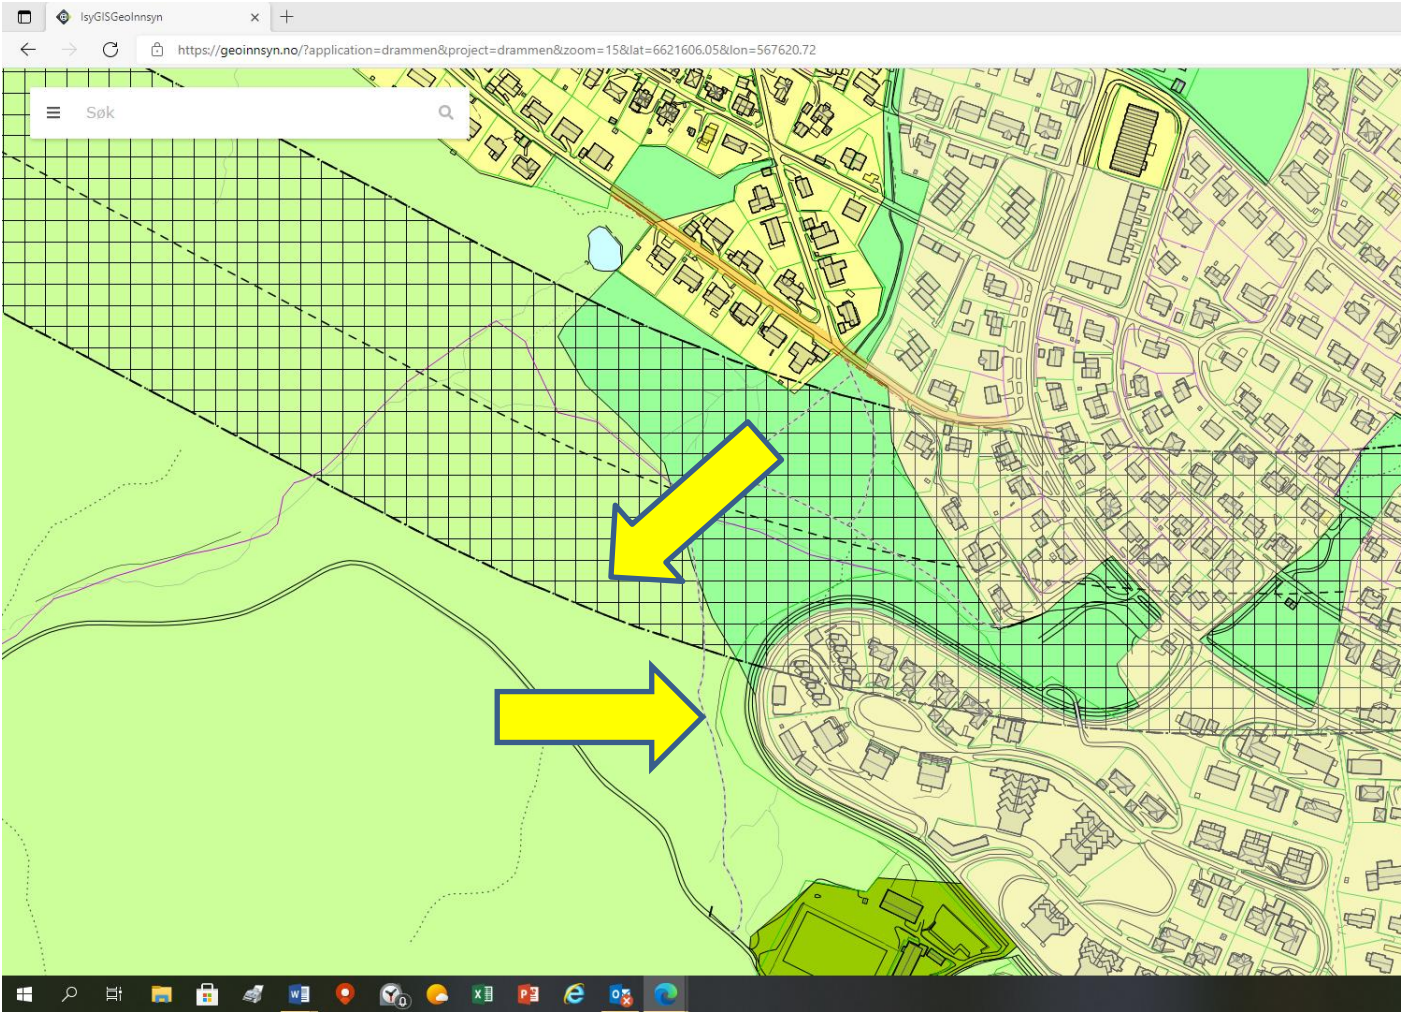 IsyGISGeoInnsyn
https://geoinnsyn.no/?application=drammen&project=drammen&zoom=15&lat=6621606.05&lon=567620.72
Søk